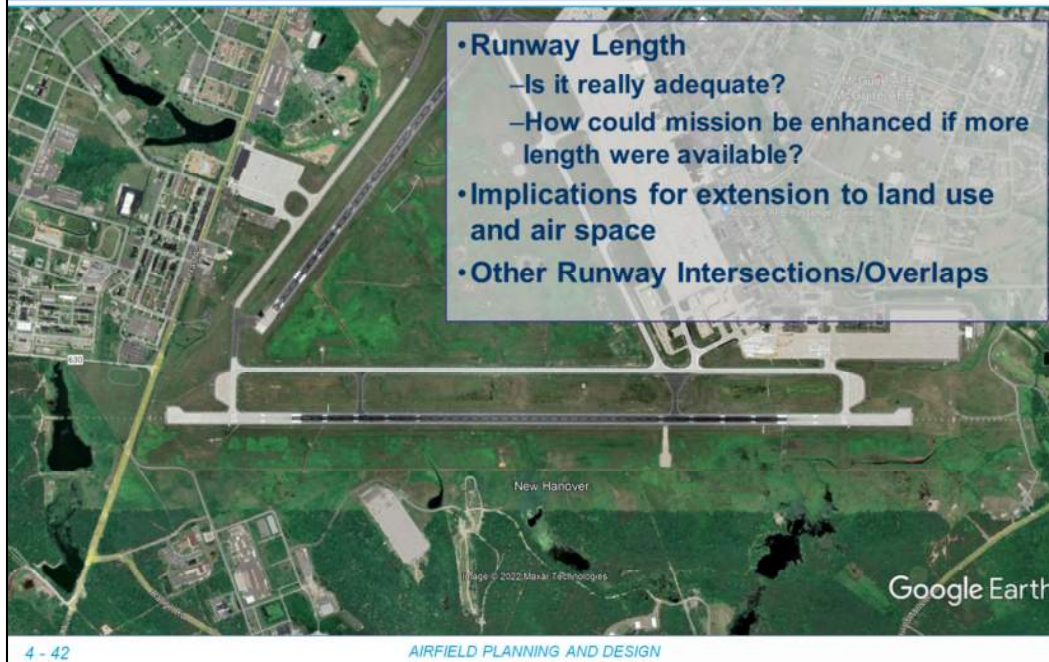 •Runway Length
–Is it really adequate?
–How could mission be enhanced if more
length were available?
•Implications for extension to land use
and air space
•Other Runway Intersections/Overlaps
630
New Hanover
Image © 2022 Maxar Technologies
Google Earth
4 - 42
AIRFIELD PLANNING AND DESIGN